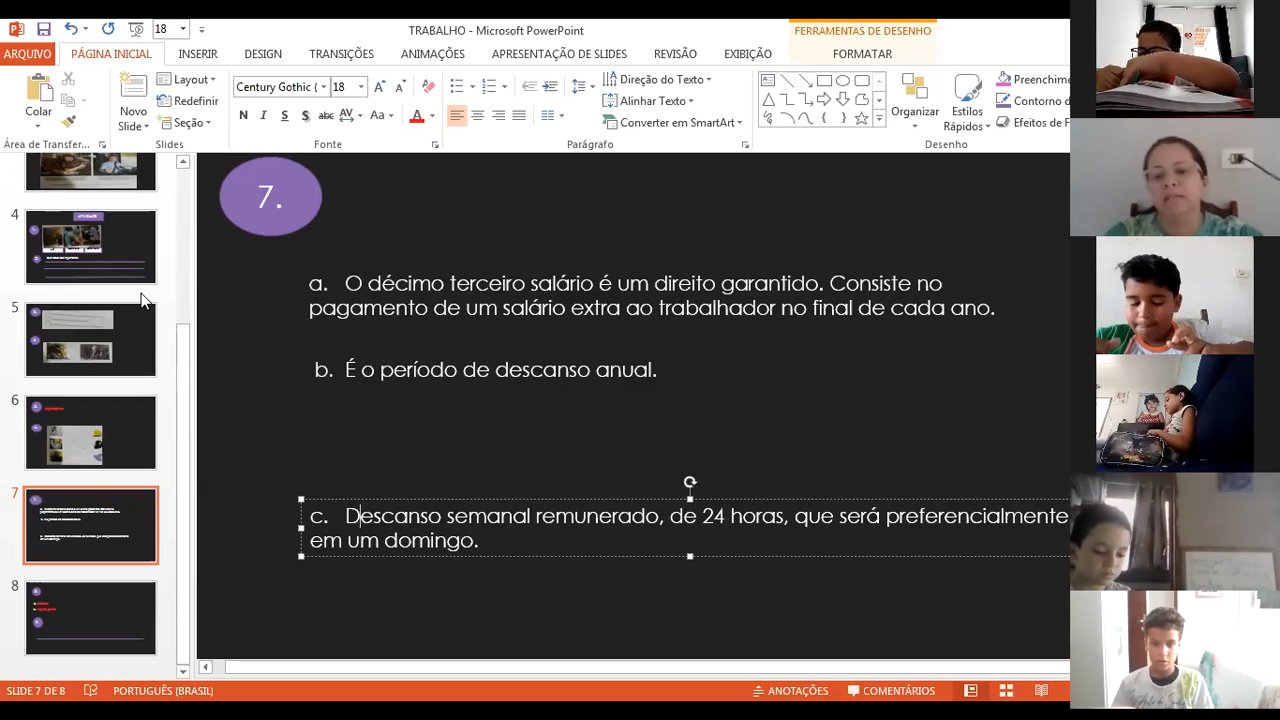 18
TRABALHO - Microsoft PowerPoint
FERRAMENTAS DE DESENHO
ARQUIVO
PÁGINA INICIAL
INSERIR
DESIGN
TRANSIÇÕES
ANIMAÇÕES
APRESENTAÇÃO DE SLIDES
REVISÃO
EXIBIÇÃO
FORMATAR
Colar
Novo
Slide
Layout
Redefinir
Seção
Century Gothic (
18
N I S S abc AV Aa A
Direção do Texto
Alinhar Texto
Converter em SmartArt
Organizar
Estilos
Rápidos
Preenchime
Contorno d
Efeitos de F
Área de Transfer...
Slides
Fonte
Parágrafo
Desenho
4
5
6
7
8
7.
a. O décimo terceiro salário é um direito garantido. Consiste no
pagamento de um salário extra ao trabalhador no final de cada ano.
b. É o período de descanso anual.
c. Descanso semanal remunerado, de 24 horas, que será preferencialmente
em um domingo.
SLIDE 7 DE 8
PORTUGUÊS (BRASIL)
ANOTAÇÕES
COMENTÁRIOS